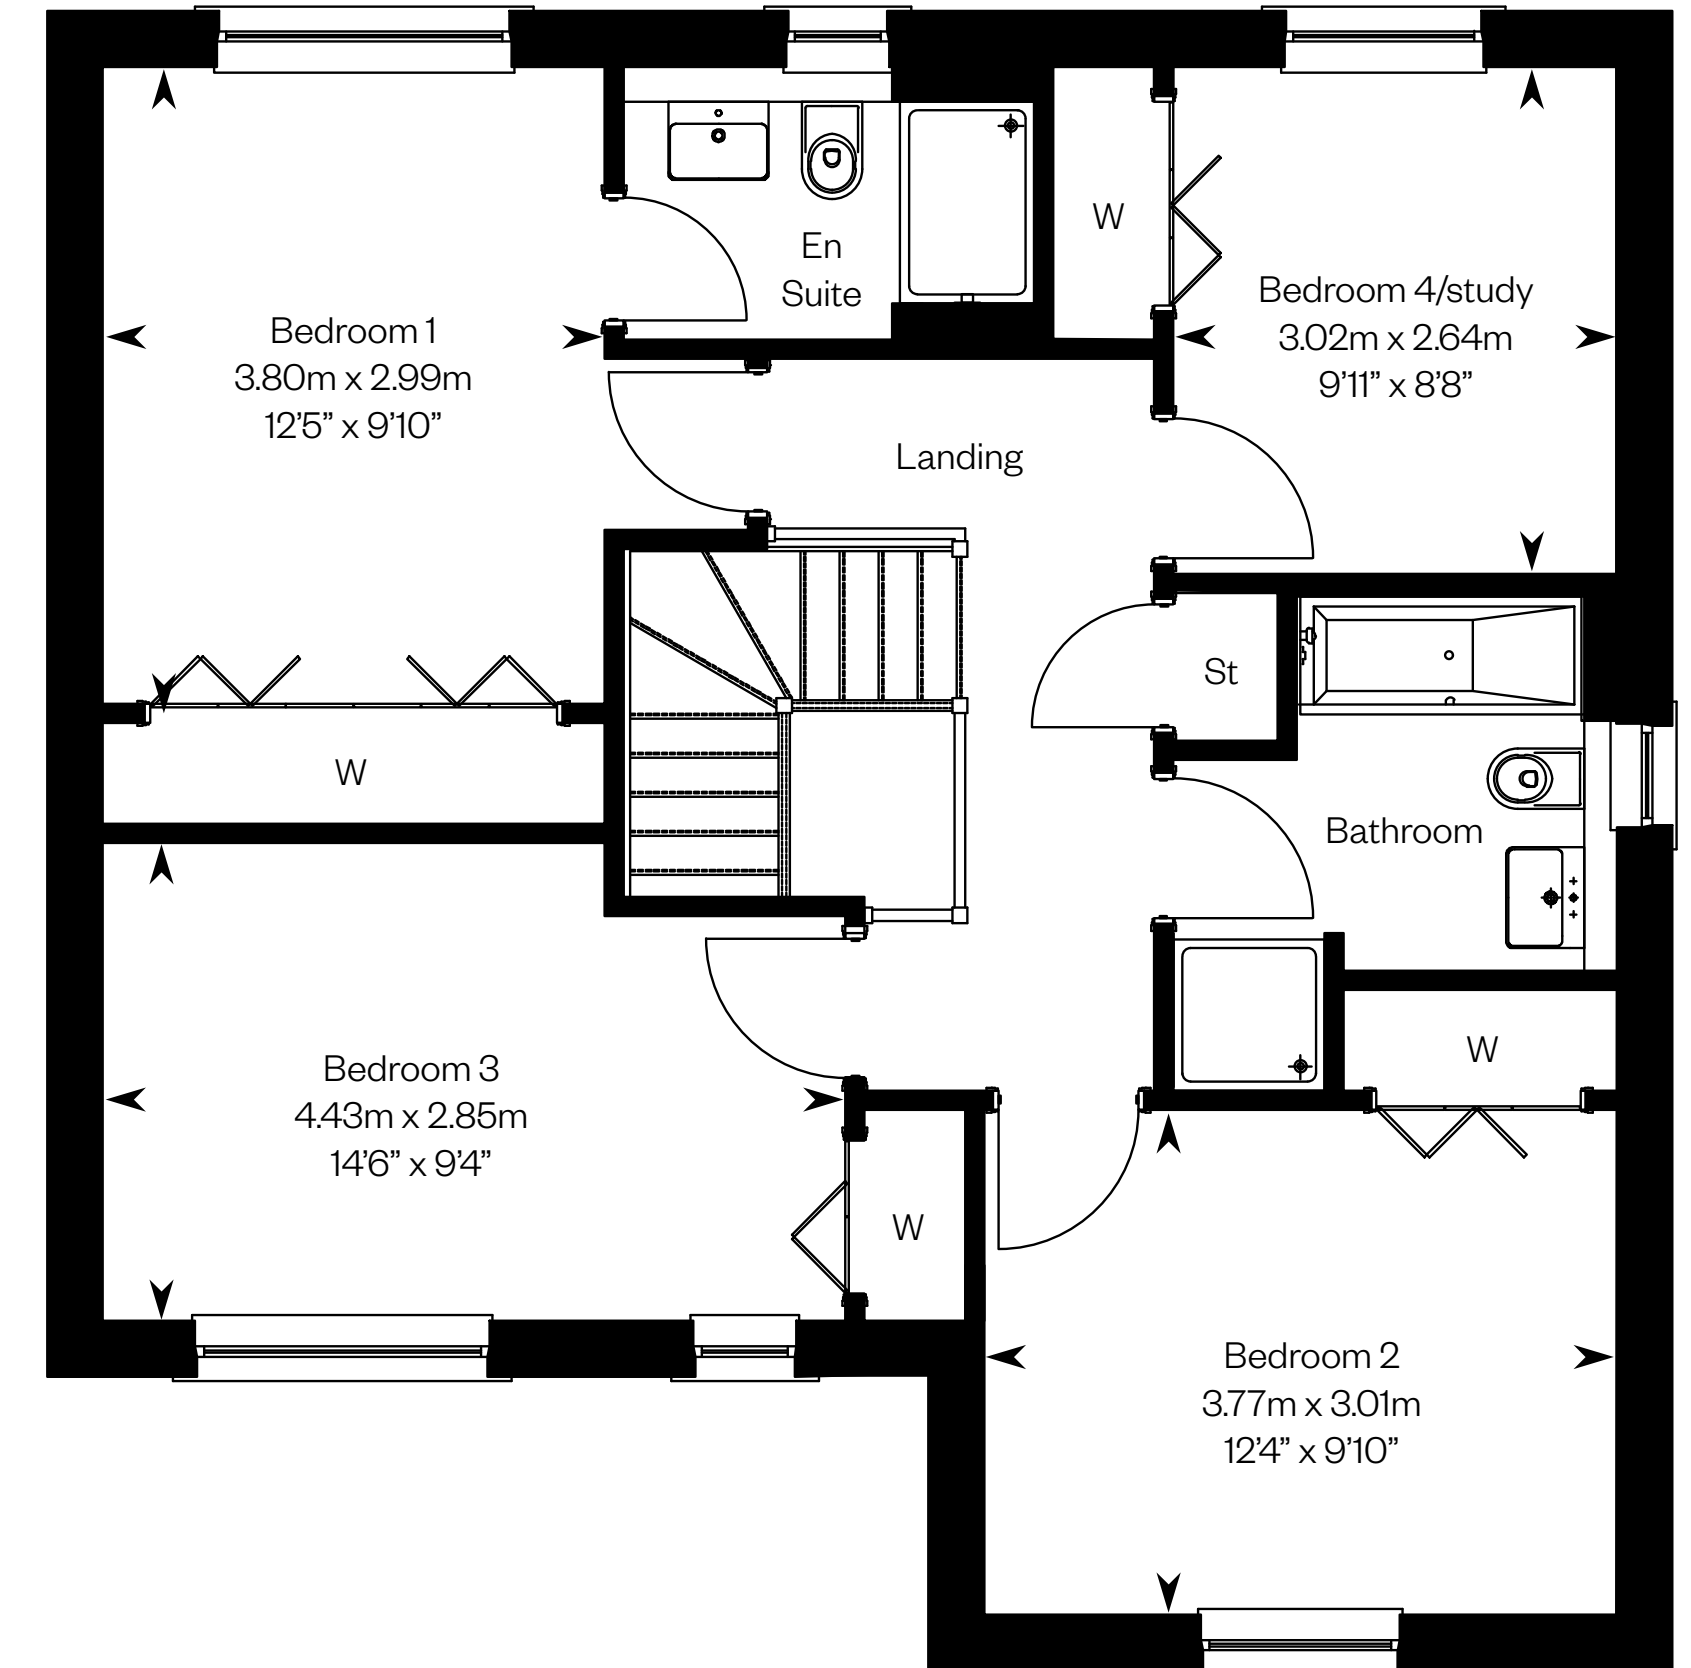 En
Suite
W
Bedroom 4/study
3.02m x 2.64m
9'11” x 8'8”
Bedroom 1
3.80m x 2.99m
12'5” x 9'10”
Landing
St
W
Bathroom
W
Bedroom 3
4.43m x 2.85m
14'6” x 9'4”
W
Bedroom 2
3.77m x 3.01m
12'4” x 9'10”